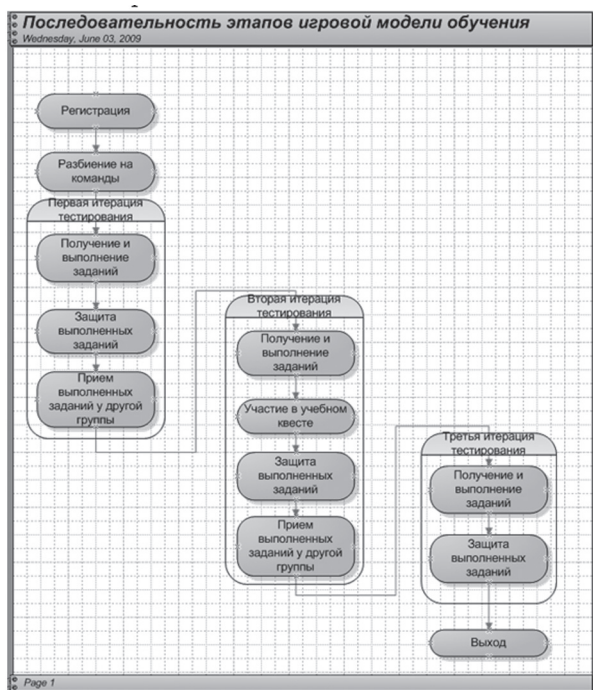 Последовательность этапов игровой модели обучения
Wednesday, June 03, 2009
Регистрация
Разбиение на
команды
Первая итерация
тестирования
Получение и
выполнение
заданий
Защита
выполненных
заданий
Прием
выполненных
заданий у другой
группы
Вторая итерация
тестирования
Получение и
выполнение
заданий
Участие в учебном
квесте
Защита
выполненных
заданий
Прием
выполненных
заданий у другой
группы
Третья итерация
тестирования
Получение и
выполнение
заданий
Защита
выполненных
заданий
Выход
Page 1